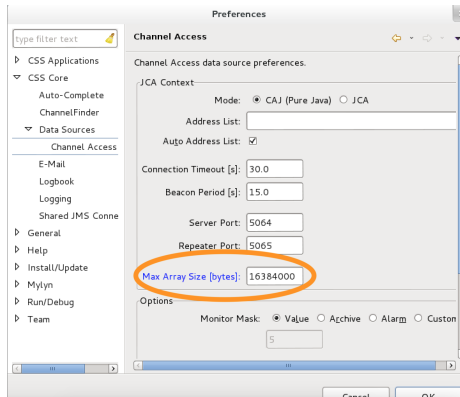 Preferences
type filter text
CSS Applications
CSS Core
Auto-Complete
ChannelFinder
Data Sources
Channel Access
E-Mail
Logbook
Logging
Shared JMS Conne
General
Help
Install/Update
Mylyn
Run/Debug
Team
Channel Access
Channel Access data source preferences.
JCA Context
Mode: CAJ (Pure Java) JCA
Address List:
Auto Address List:
Connection Timeout [s]: 30.0
Beacon Period [s]: 15.0
Server Port: 5064
Repeater Port: 5065
Max Array Size [bytes]: 16384000
Options
Monitor Mask: Value Archive Alarm Custon
5
Cancel OK